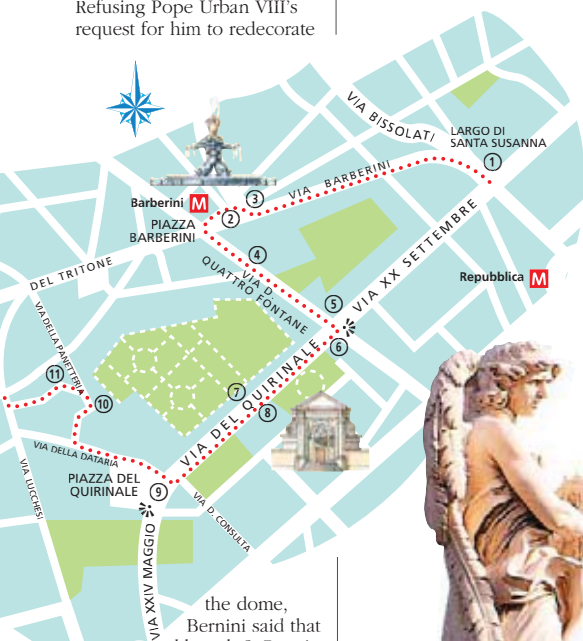 Refusing Pope Urban VIII's
request for him to redecorate
VIA BISSOLATI
LARGO DI
SANTA SUSANNA
1
VIA BARBERINI
3
Barberini M
2
PIAZZA
BARBERINI
VIA XX SETTEMBRE
4
VIA D.
QUATTRO FONTANE
DEL TRITONE
Repubblica M
5
6
VIA DELLA PANETTERIA
11
10
7
8
VIA DEL QUIRINALE
VIA DELLA DATARIA
PIAZZA DEL
QUIRINALE
9
VIA LUCCHESI
VIA D. CONSULTA
VIA XXIV MAGGIO
the dome,
Bernini said that